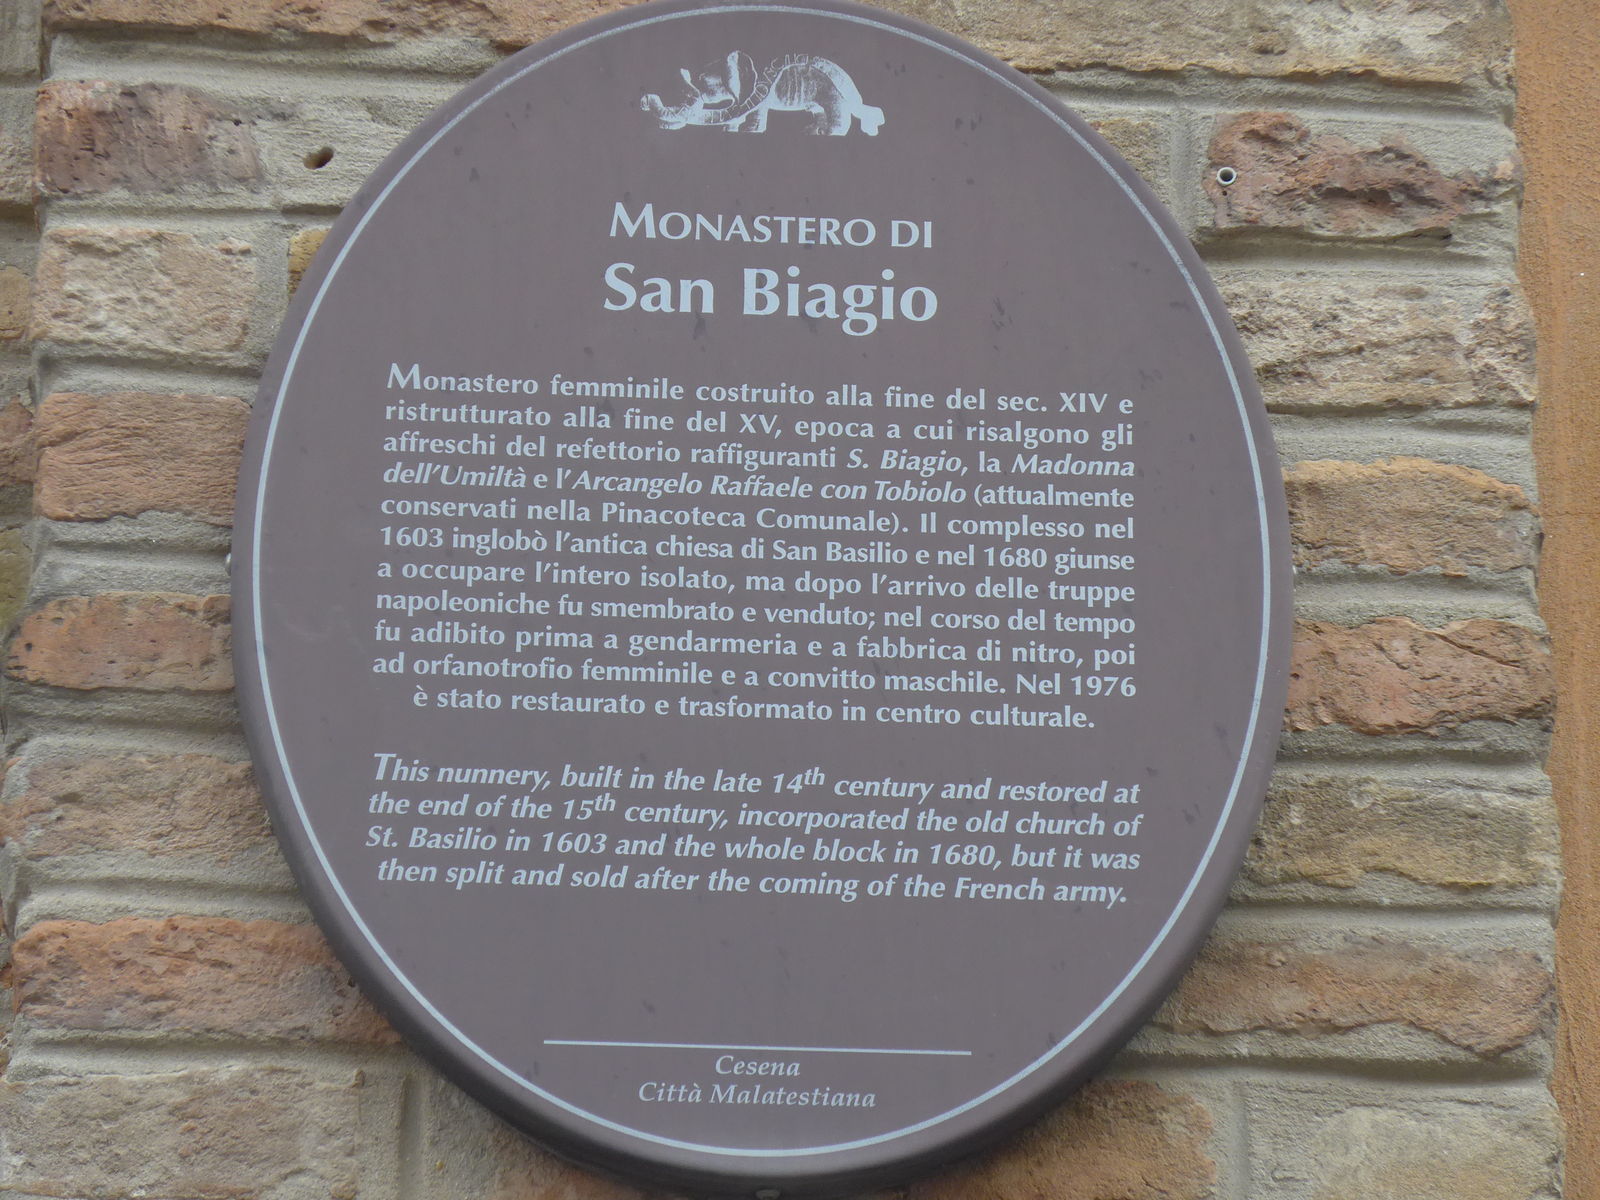 MONASTERO DI
San Biagio
Monastero femminile costruito alla fine del sec. XIV e
ristrutturato alla fine del XV, epoca a cui risalgono gli
affreschi del refettorio raffiguranti S. Biagio, la Madonna
dell'Umiltà e l'Arcangelo Raffaele con Tobiolo (attualmente
conservati nella Pinacoteca Comunale). Il complesso nel
1603 inglobò l'antica chiesa di San Basilio e nel 1680 giunse
a occupare l'intero isolato, ma dopo l'arrivo delle truppe
napoleoniche fu smembrato e venduto; nel corso del tempo
fu adibito prima a gendarmeria e a fabbrica di nitro, poi
ad orfanotrofio femminile e a convitto maschile. Nel 1976
è stato restaurato e trasformato in centro culturale.
This nunnery, built in the late 14th century and restored at
the end of the 15th century, incorporated the old church of
St. Basilio in 1603 and the whole block in 1680, but it was
then split and sold after the coming of the French army.
Cesena
Città Malatestiana